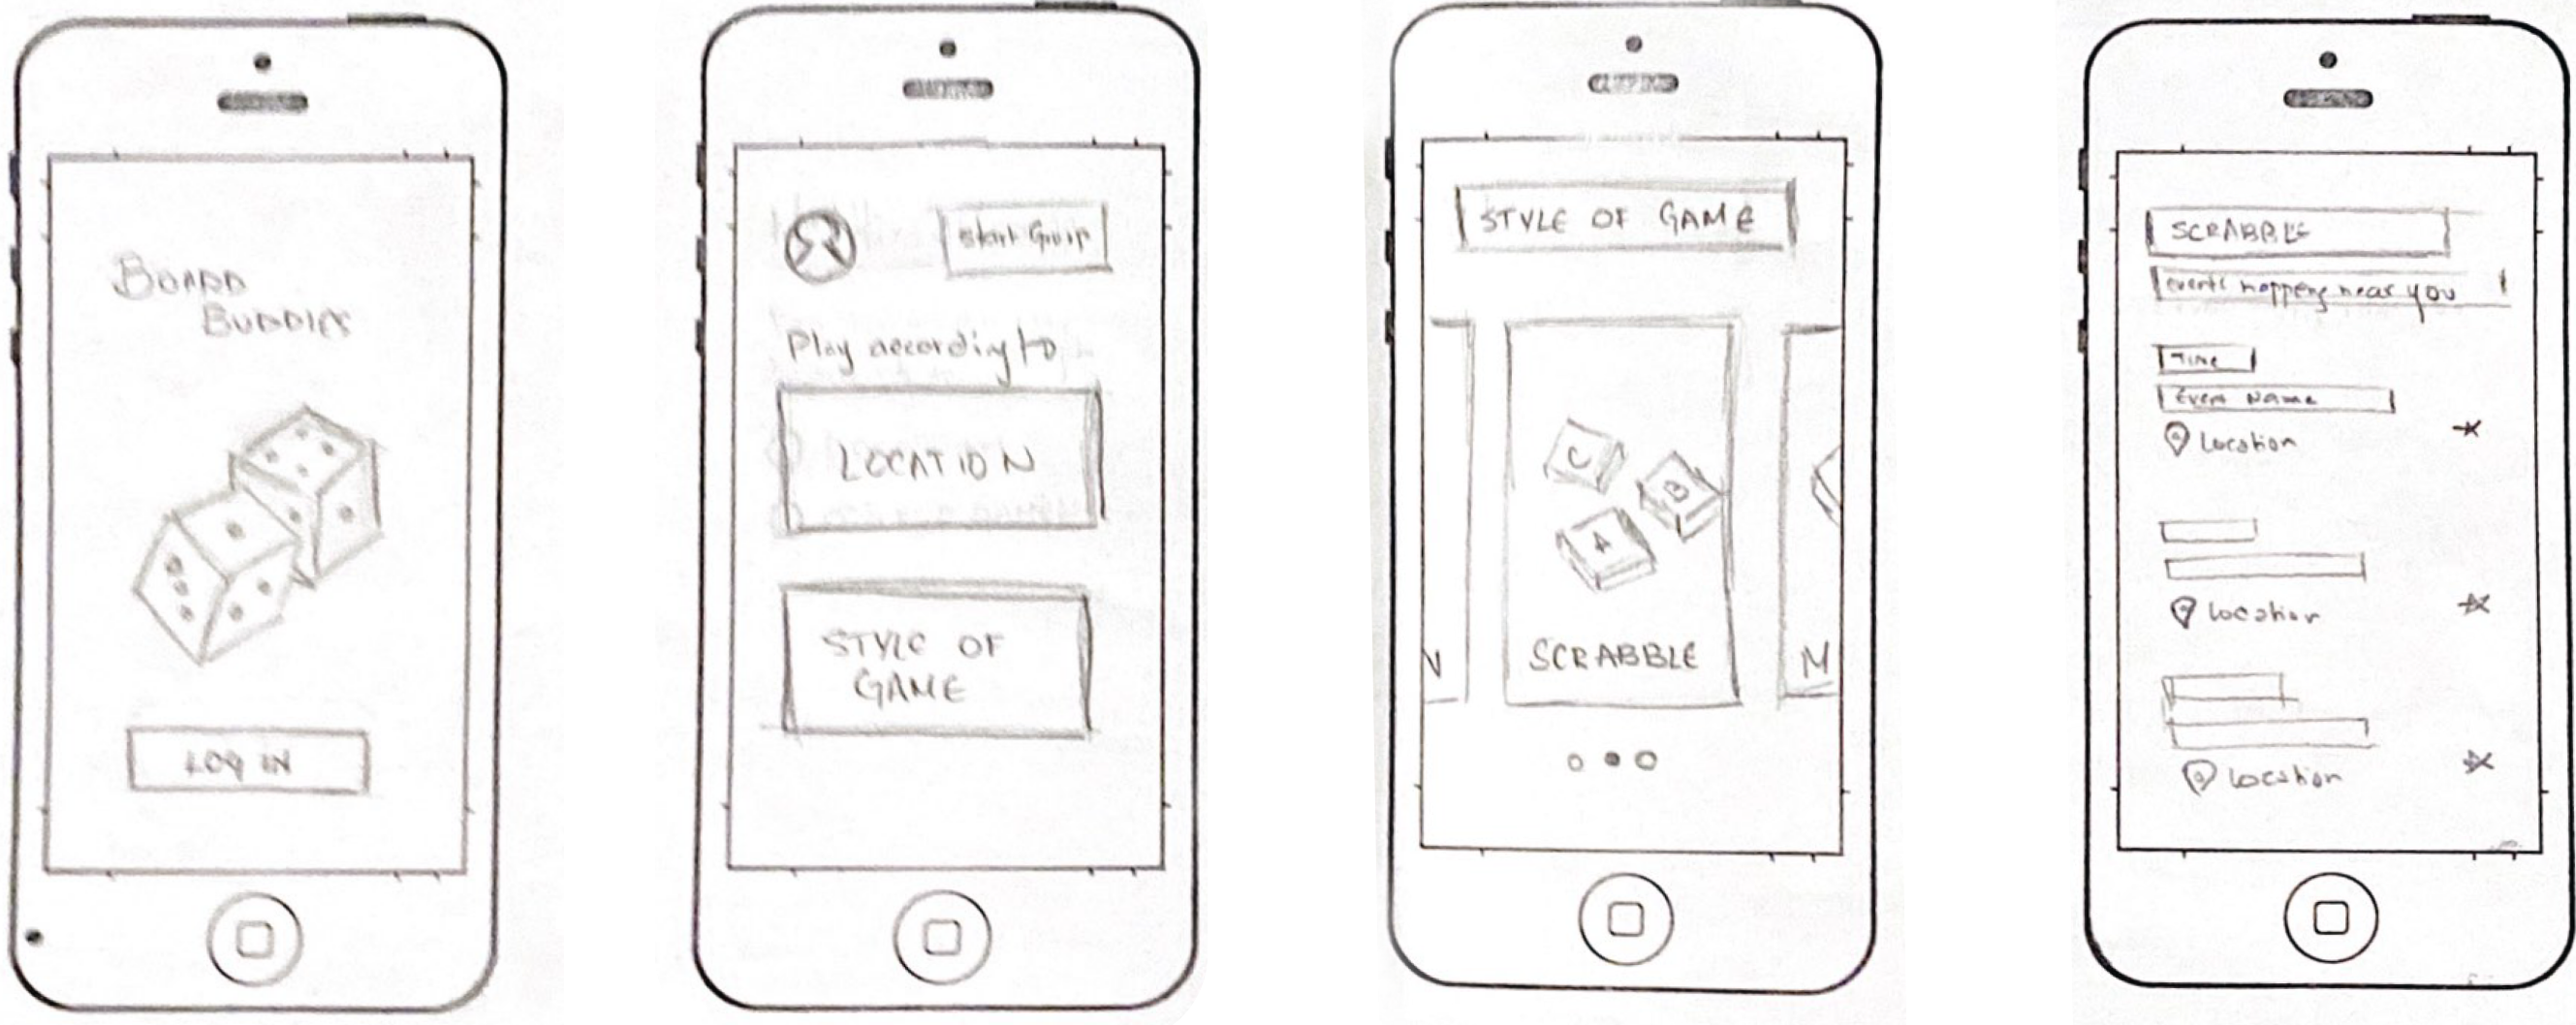 BOARD
BUDDIES
LOG IN
Start Group
Play according to
LOCATION
STYLE OF
GAME
STYLE OF GAME
C
B
A
SCRABBLE
N
M
SCRABBLE
events happeng near you
Time
Event Name
Location
Location
Location